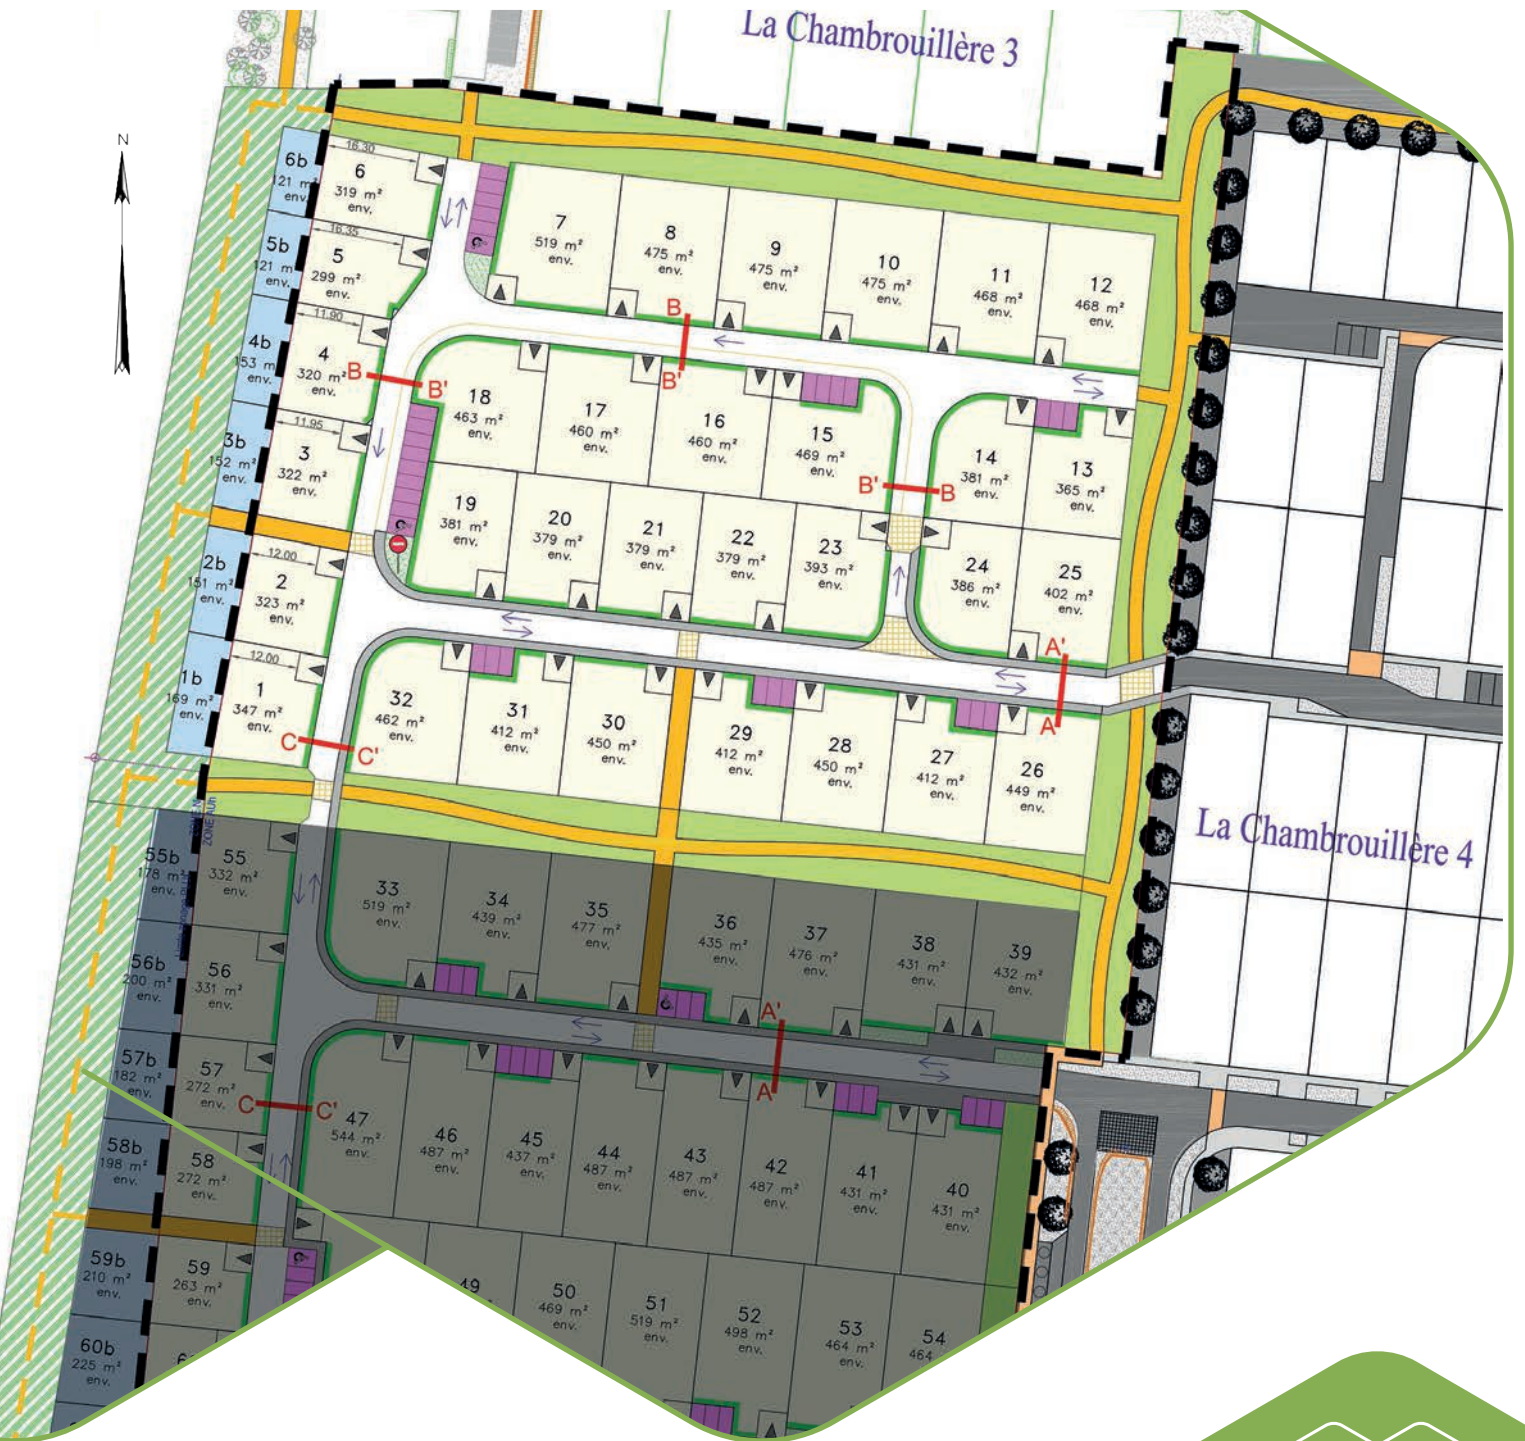 La Chambrouillère 3
N
16.30
6b
121 m²
env.
6
319 m²
env.
16.35
5b
121 m
env.
5
299 m²
env.
7
519 m²
env.
8
475 m²
env.
9
475 m²
env.
10
475 m²
env.
11
468 m²
env.
12
468 m²
env.
11.90
4b
153 m
env.
4
320 m²
env.
B
B'
B
B'
11.95
3b
152 m²
env.
3
322 m²
env.
18
463 m²
env.
17
460 m²
env.
16
460 m²
env.
15
469 m²
env.
14
381 m²
env.
13
365 m²
env.
B'
B
19
381 m²
env.
20
379 m²
env.
21
379 m²
env.
22
379 m²
env.
23
393 m²
env.
24
386 m²
env.
25
402 m²
env.
12.00
2b
151 m²
env.
2
323 m²
env.
12.00
1b
169 m²
env.
1
347 m²
env.
A'
A
C
C'
32
462 m²
env.
31
412 m²
env.
30
450 m²
env.
29
412 m²
env.
28
450 m²
env.
27
412 m²
env.
26
449 m²
env.
La Chambrouillère 4
ZONE N
ZONE AUh
55b
178 m²
env.
55
332 m²
env.
33
519 m²
env.
34
439 m²
env.
35
477 m²
env.
36
435 m²
env.
37
476 m²
env.
38
431 m²
env.
39
432 m²
env.
56b
200 m²
env.
56
331 m²
env.
A'
A
57b
182 m²
env.
57
272 m²
env.
C
C'
47
544 m²
env.
46
487 m²
env.
45
437 m²
env.
44
487 m²
env.
43
487 m²
env.
42
487 m²
env.
41
431 m²
env.
40
431 m²
env.
58b
198 m²
env.
58
272 m²
env.
59b
210 m²
env.
59
263 m²
env.
49
50
469 m²
env.
51
519 m²
env.
52
498 m²
env.
53
464 m²
env.
54
464
60b
225 m²
env.